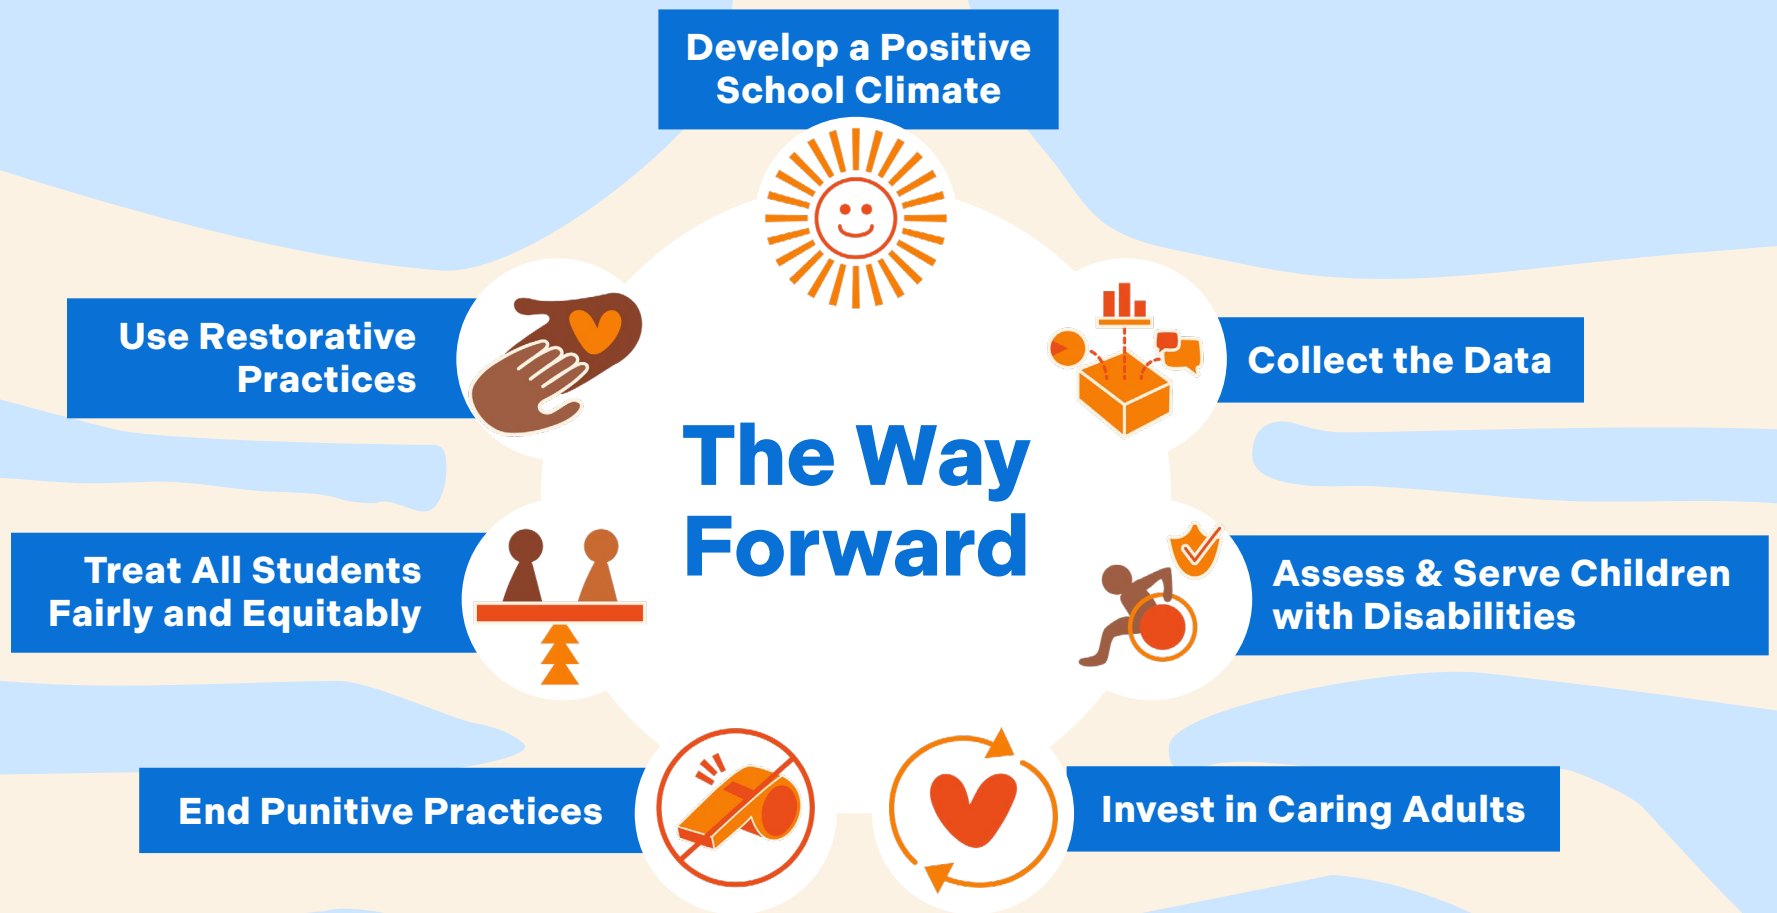 Develop a Positive
School Climate
Use Restorative
Practices
Collect the Data
The Way
Forward
Treat All Students
Fairly and Equitably
Assess & Serve Children
with Disabilities
End Punitive Practices
Invest in Caring Adults